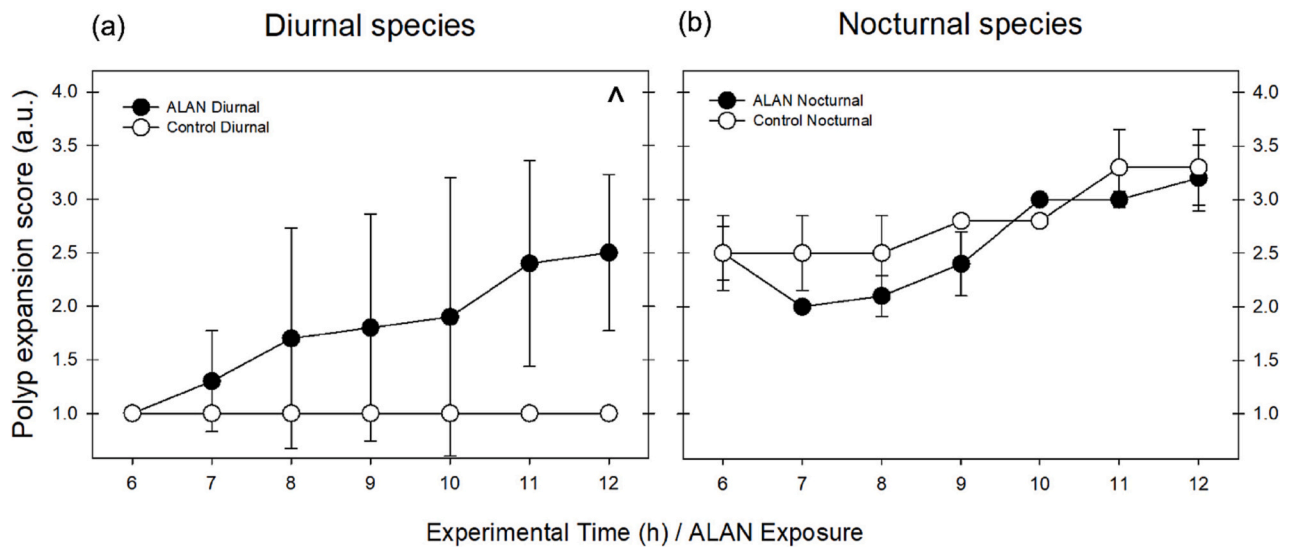 (a) Diurnal species
(b) Nocturnal species
Polyp expansion score (a.u.)
4.0
3.5
3.0
2.5
2.0
1.5
1.0
ALAN Diurnal
Control Diurnal
^
6 7 8 9 10 11 12
ALAN Nocturnal
Control Nocturnal
4.0
3.5
3.0
2.5
2.0
1.5
1.0
6 7 8 9 10 11 12
Experimental Time (h) / ALAN Exposure